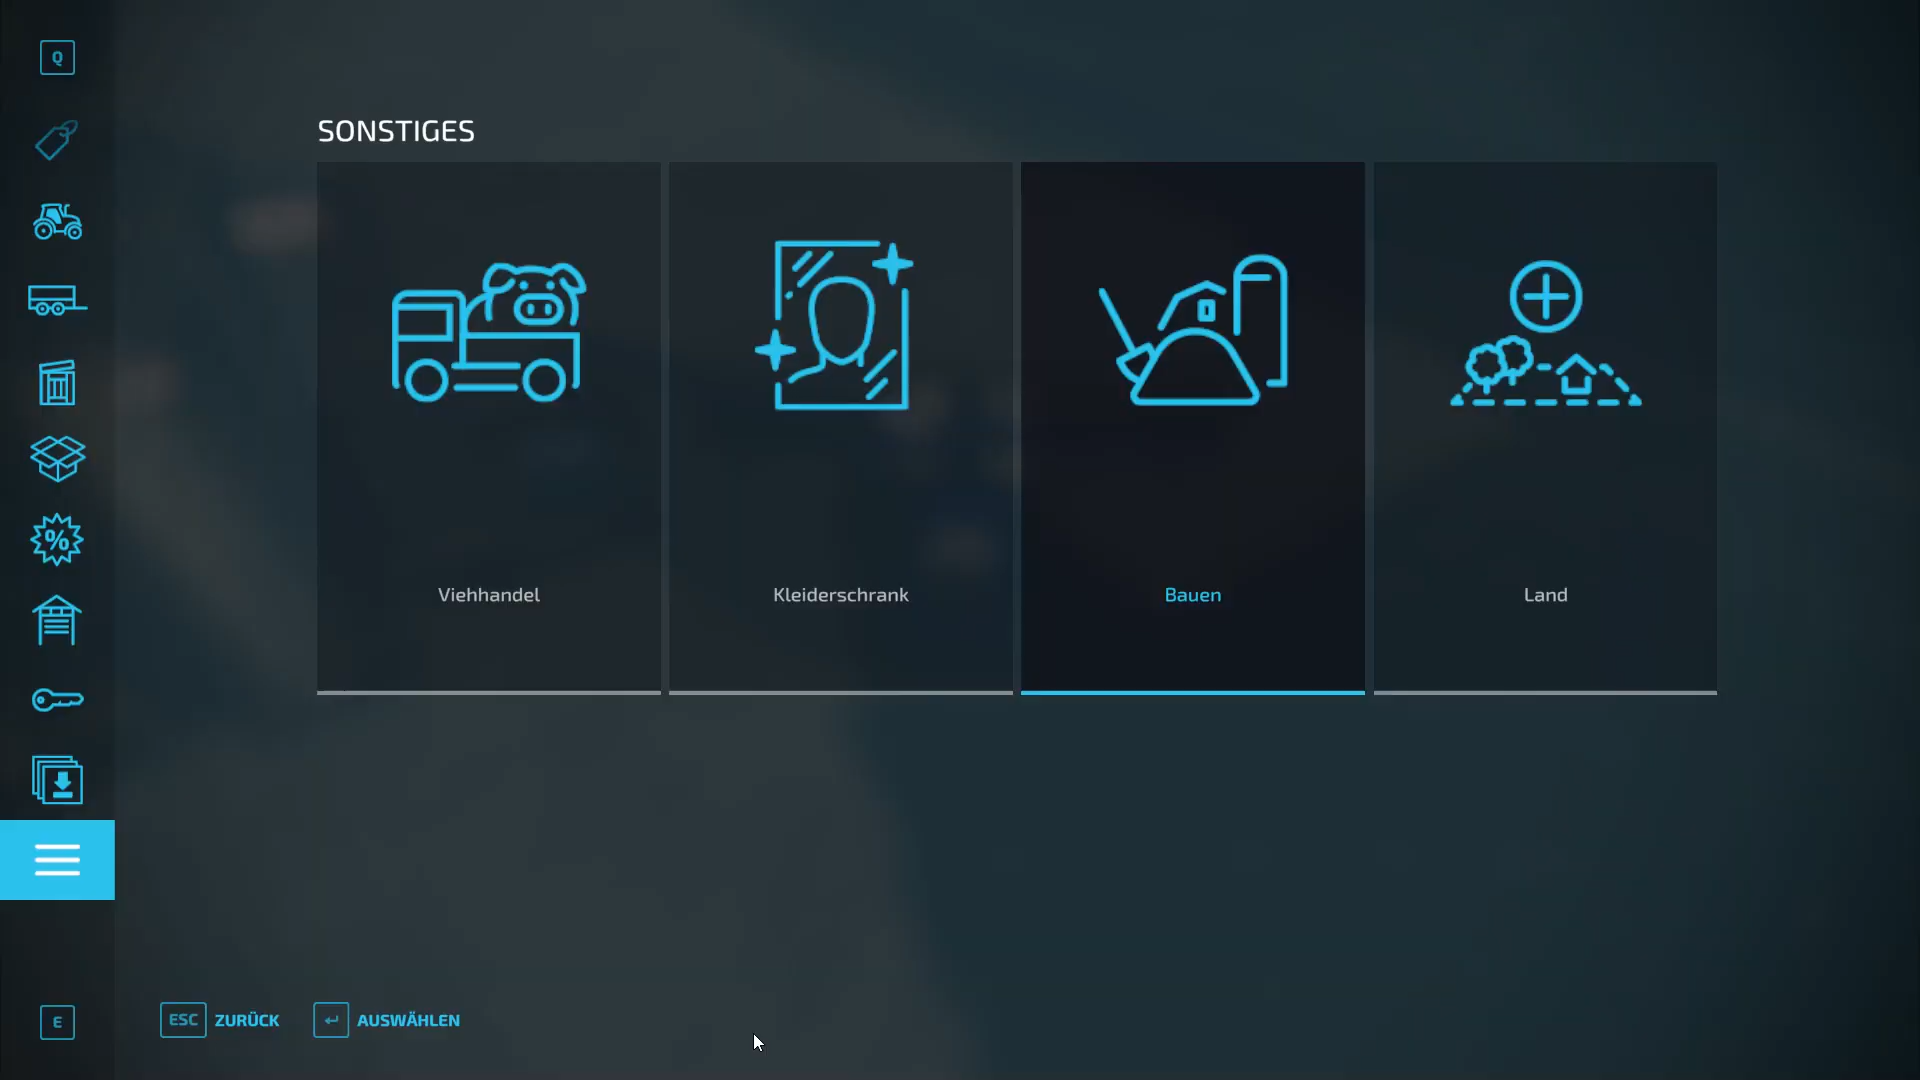 Q
SONSTIGES
%
Viehhandel
Kleiderschrank
Bauen
Land
E
ESC ZURÜCK
AUSWÄHLEN